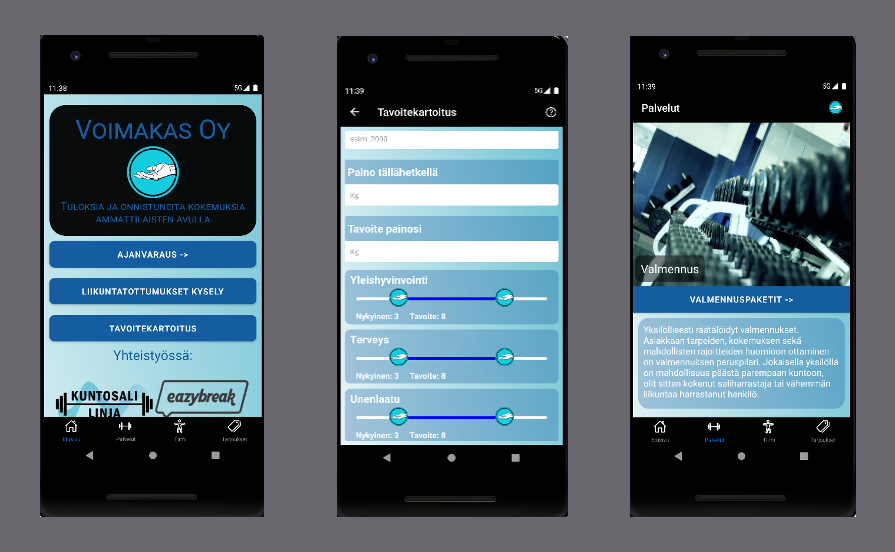 11:38
5G
VOIMAKAS OY
TULOKSIA JA ONNISTUNEITA KOKEMUKSIA
AMMATTILAISTEN AVULLA
AJANVARAUS ->
LIIKUNTATOTTUMUKSET KYSELY
TAVOITEKARTOITUS
Yhteistyössä:
KUNTOSALI
LINJA
eazybreak
Etusivu
Palvelut
Tiimi
Tarjoukset
11:39
5G
Tavoitekartoitus
esim: 2000
Paino tällähetkellä
Kg
Tavoite painosi
Kg
Yleishyvinvointi
Nykyinen: 3 Tavoite: 8
Terveys
Nykyinen: 3 Tavoite: 8
Unenlaatu
Nykyinen: 3 Tavoite: 8
11:39
5G
Palvelut
Valmennus
VALMENNUSPAKETIT ->
Yksilöllisesti räätälöidyt valmennukset.
Asiakkaan tarpeiden, kokemuksen sekä
mahdollisten rajoitteiden huomioon ottaminen
on valmennuksen peruspilari. Jokaisella yksilöllä
on mahdollisuus päästä parempaan kuntoon,
olit sitten kokenut saliharrastaja tai vähemmän
liikuntaa harrastanut henkilö.
Etusivu
Palvelut
Tiimi
Tarjoukset